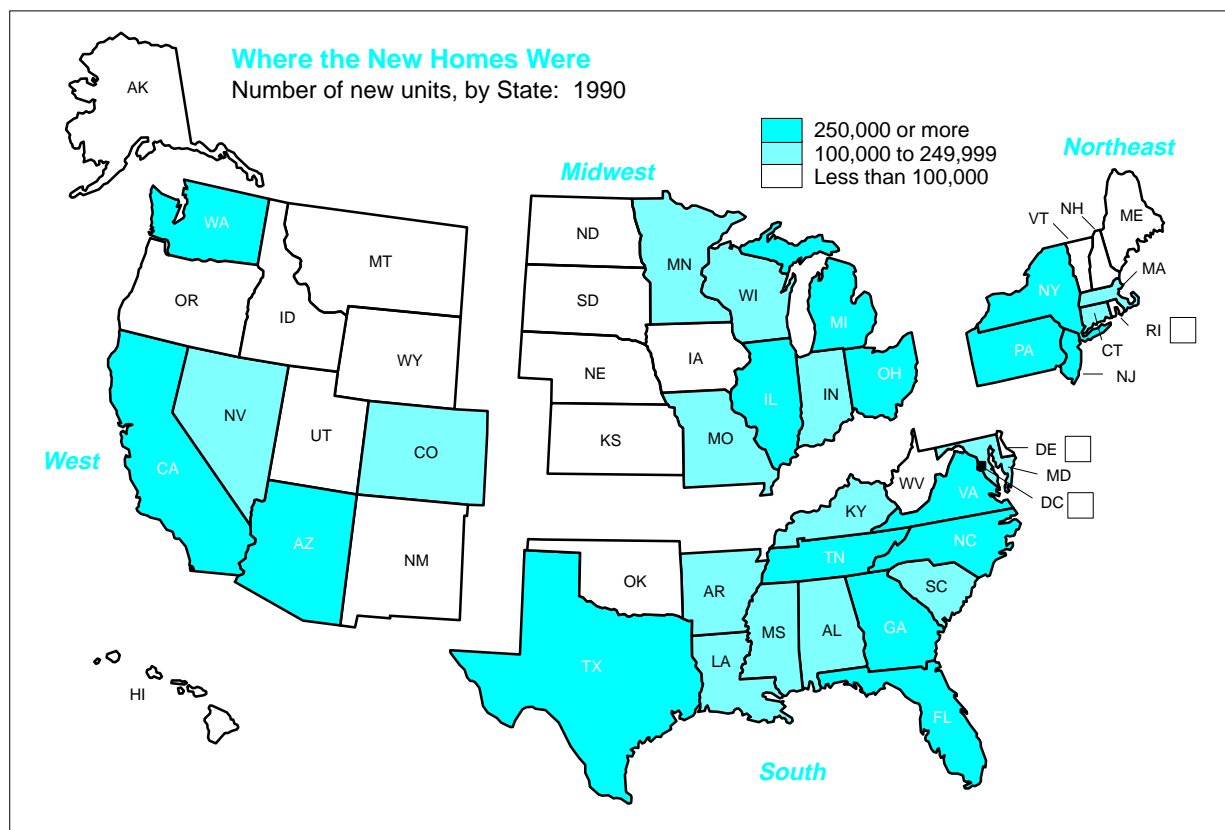 Where the New Homes Were
Number of new units, by State: 1990
250,000 or more
100,000 to 249,999
Less than 100,000
West
AK
WA
MT
OR
ID
WY
NV
UT
CO
CA
AZ
NM
HI
Midwest
ND
MN
SD
WI
MI
IA
NE
IL
IN
OH
KS
MO
Northeast
VT
NH
ME
MA
NY
RI
CT
PA
NJ
South
DE
MD
DC
WV
VA
KY
NC
TN
OK
AR
SC
MS
AL
GA
LA
TX
FL